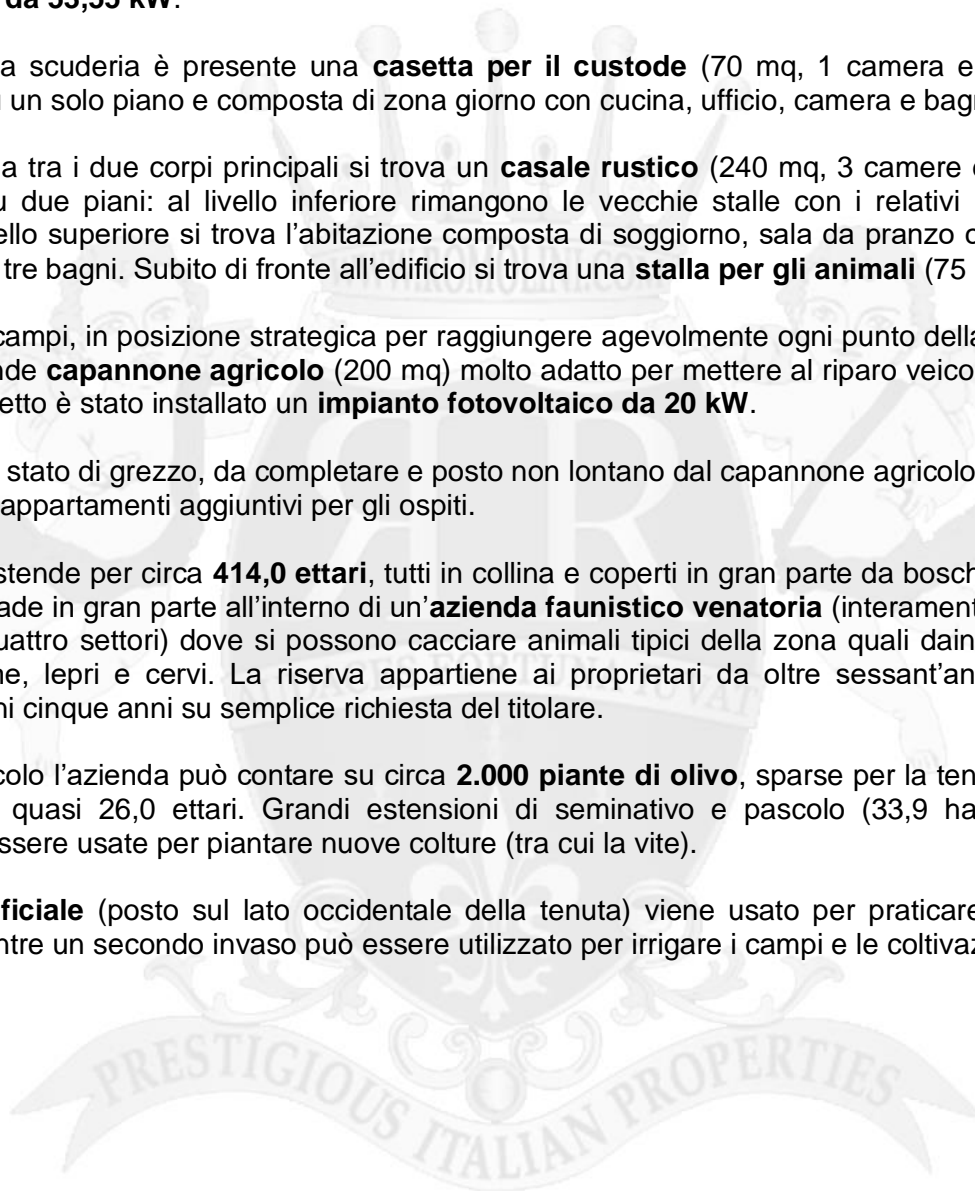 da 53,55 kW.
a scuderia è presente una casetta per il custode (70 mq, 1 camera e
un solo piano e composta di zona giorno con cucina, ufficio, camera e bagn
a tra i due corpi principali si trova un casale rustico (240 mq, 3 camere
u due piani: al livello inferiore rimangono le vecchie stalle con i relativi
ello superiore si trova l’abitazione composta di soggiorno, sala da pranzo
tre bagni. Subito di fronte all’edificio si trova una stalla per gli animali (75
campi, in posizione strategica per raggiungere agevolmente ogni punto della
nde capannone agricolo (200 mq) molto adatto per mettere al riparo veico
etto è stato installato un impianto fotovoltaico da 20 kW.
stato di grezzo, da completare e posto non lontano dal capannone agricolo
appartamenti aggiuntivi per gli ospiti.
stende per circa 414,0 ettari, tutti in collina e coperti in gran parte da bosch
ade in gran parte all’interno di un’azienda faunistico venatoria (interament
uattro settori) dove si possono cacciare animali tipici della zona quali dain
ne, lepri e cervi. La riserva appartiene ai proprietari da oltre sessant’an
ni cinque anni su semplice richiesta del titolare.
colo l’azienda può contare su circa 2.000 piante di olivo, sparse per la ten
quasi 26,0 ettari. Grandi estensioni di seminativo e pascolo (33,9 ha
ssere usate per piantare nuove colture (tra cui la vite).
ficiale (posto sul lato occidentale della tenuta) viene usato per praticare
ntre un secondo invaso può essere utilizzato per irrigare i campi e le coltivaz
WWW.ROMOLINI.COM
AUDACES FORTUNA IUVAT
PRESTIGIOUS ITALIAN PROPERTIES